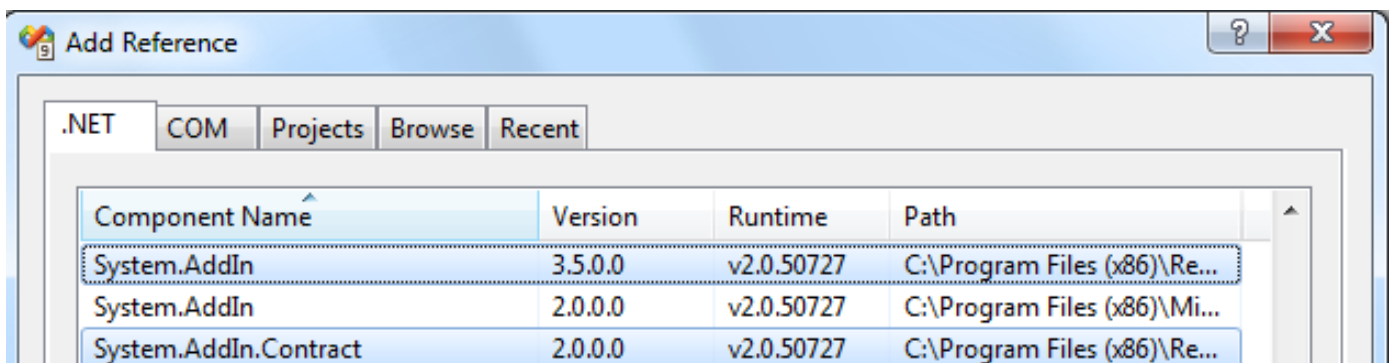 Add Reference
.NET COM Projects Browse Recent
Component Name Version Runtime Path
System.AddIn 3.5.0.0 v2.0.50727 C:\Program Files (x86)\Re...
System.AddIn 2.0.0.0 v2.0.50727 C:\Program Files (x86)\Mi...
System.AddIn.Contract 2.0.0.0 v2.0.50727 C:\Program Files (x86)\Re...